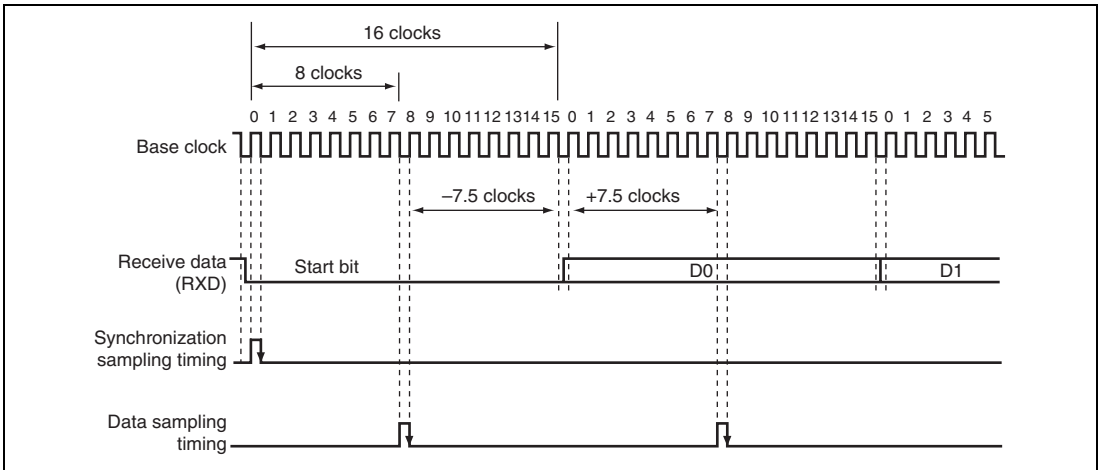 16 clocks
8 clocks
0 1 2 3 4 5 6 7 8 9 10 11 12 13 14 15 0 1 2 3 4 5 6 7 8 9 10 11 12 13 14 15 0 1 2 3 4 5
Base clock
–7.5 clocks
+7.5 clocks
Receive data
(RXD)
Start bit
D0
D1
Synchronization
sampling timing
Data sampling
timing